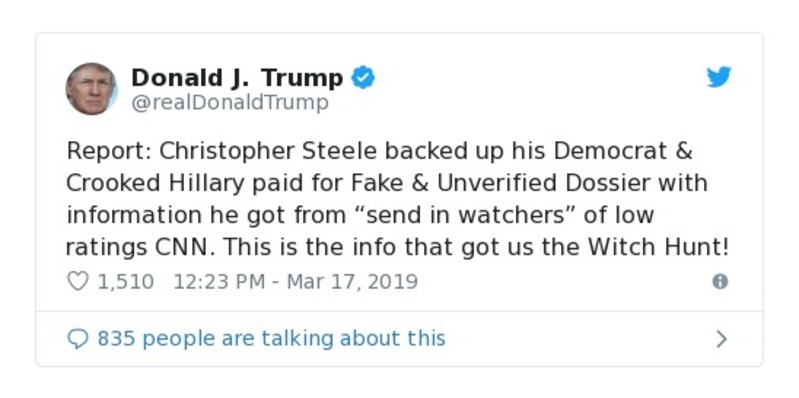 Donald J. Trump
@realDonaldTrump
Report: Christopher Steele backed up his Democrat &
Crooked Hillary paid for Fake & Unverified Dossier with
information he got from “send in watchers” of low
ratings CNN. This is the info that got us the Witch Hunt!
1,510 12:23 PM - Mar 17, 2019
835 people are talking about this